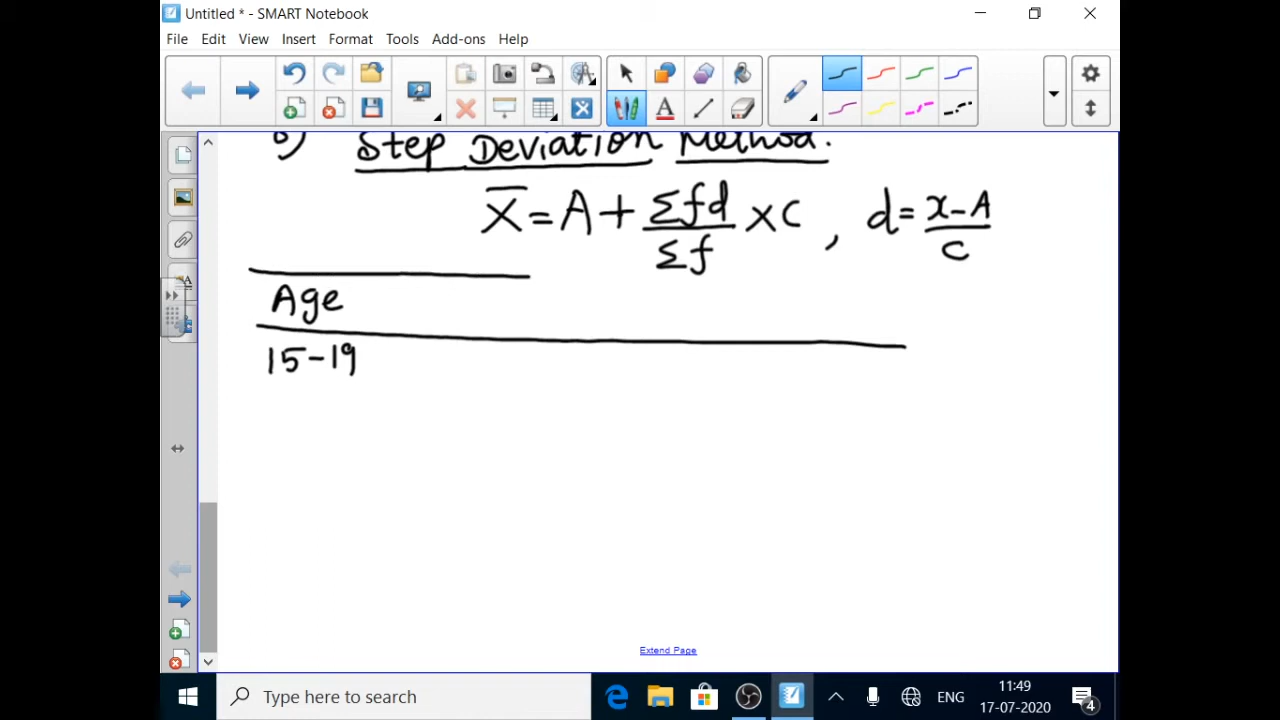 Untitled * - SMART Notebook
File Edit View Insert Format Tools Add-ons Help
Step Deviation Method.
X̄ = A + Σfd / Σf × C , d = x - A / C
Age
15-19
Extend Page
Type here to search
ENG
11:49
17-07-2020
4